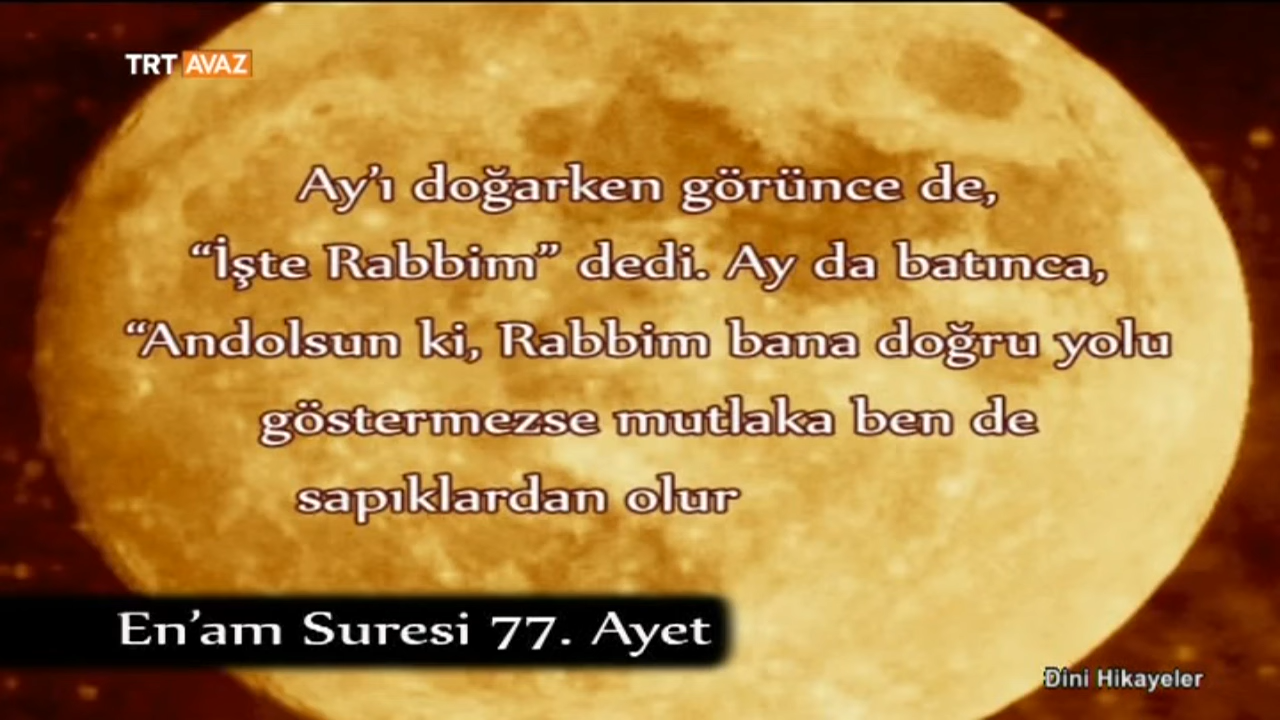 TRT AVAZ
Ay'ı doğarken görünce de,
“İşte Rabbim” dedi. Ay da batınca,
“Andolsun ki, Rabbim bana doğru yolu
göstermezse mutlaka ben de
sapıklardan olur
En'am Suresi 77. Ayet
Dini Hikayeler